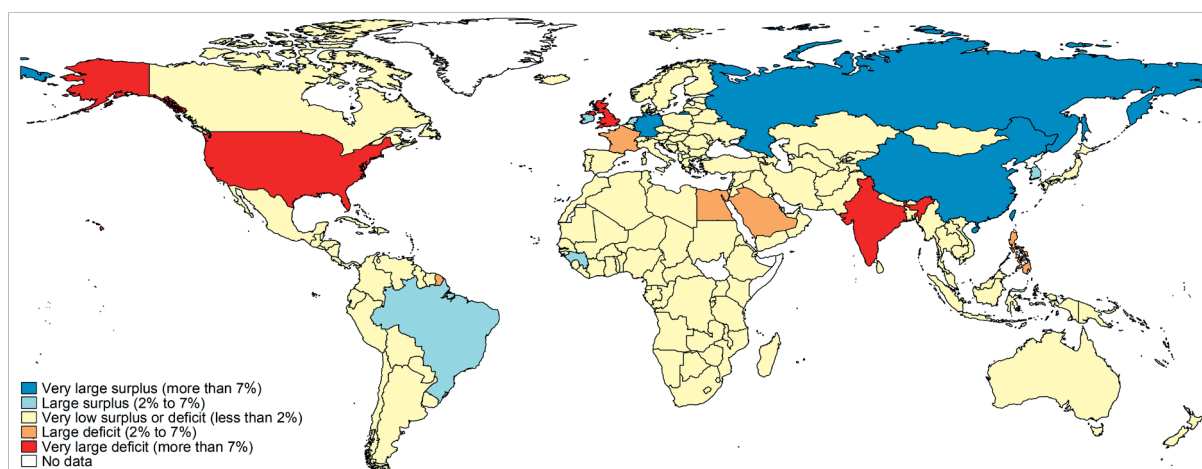 Very large surplus (more than 7%)
Large surplus (2% to 7%)
Very low surplus or deficit (less than 2%)
Large deficit (2% to 7%)
Very large deficit (more than 7%)
No data